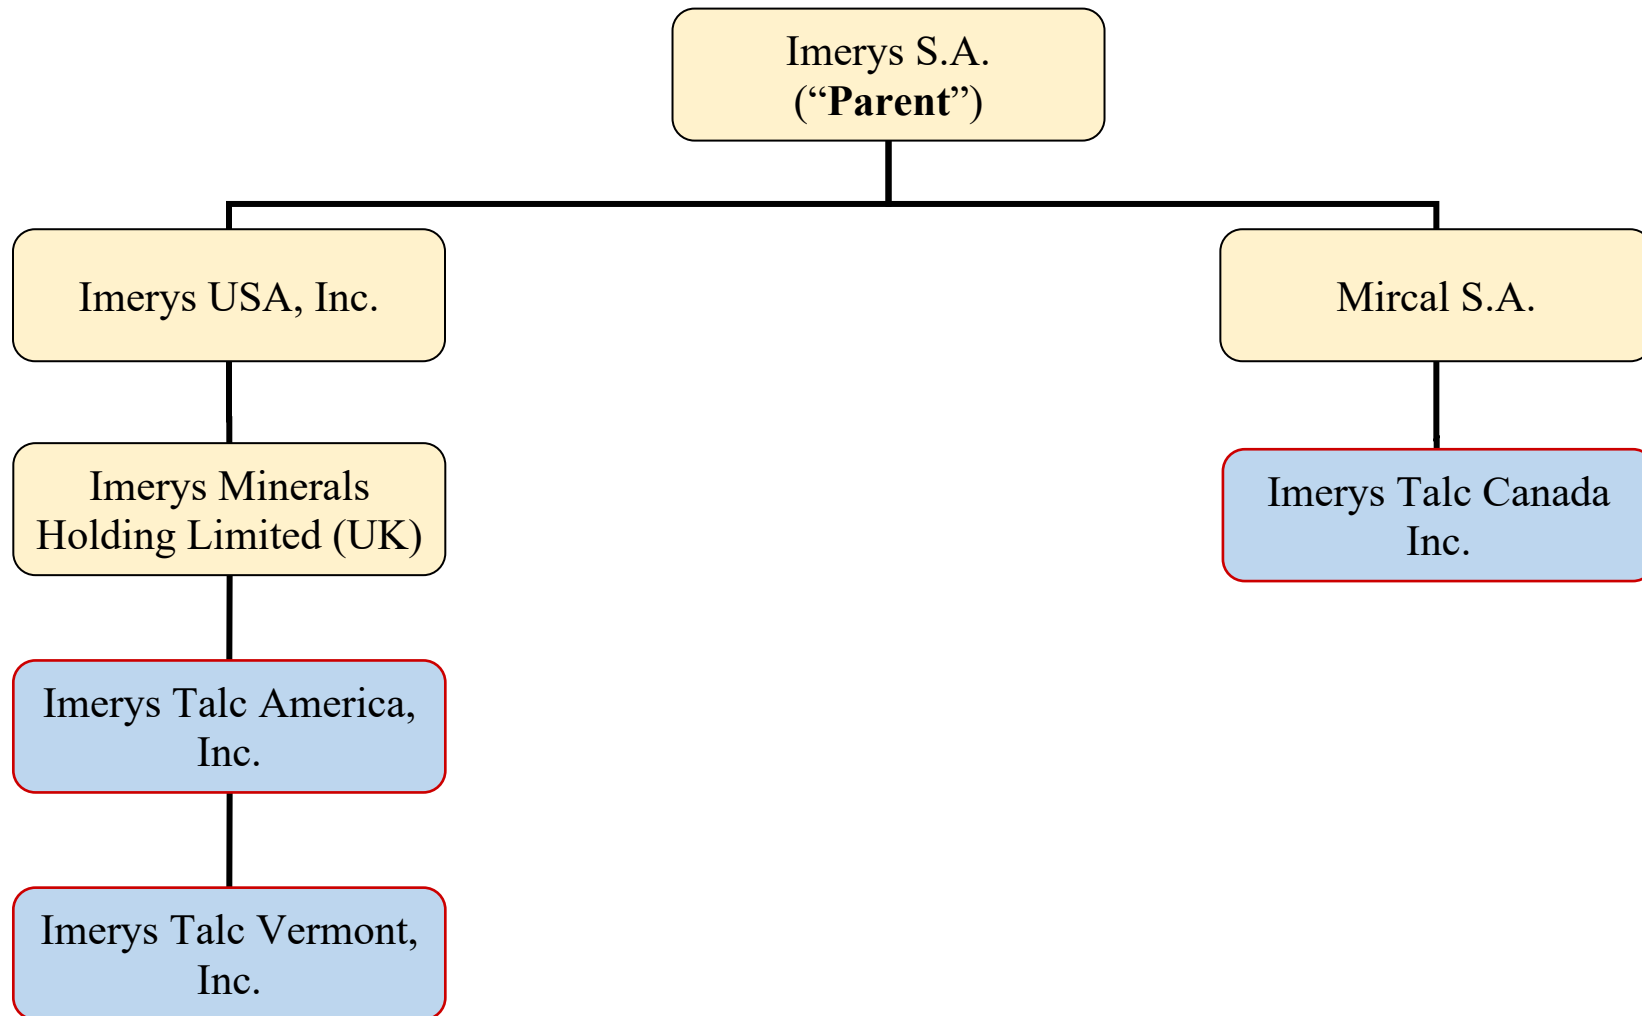 Imerys S.A.
(“Parent”)
Imerys USA, Inc.
Mircal S.A.
Imerys Minerals
Holding Limited (UK)
Imerys Talc Canada
Inc.
Imerys Talc America,
Inc.
Imerys Talc Vermont,
Inc.